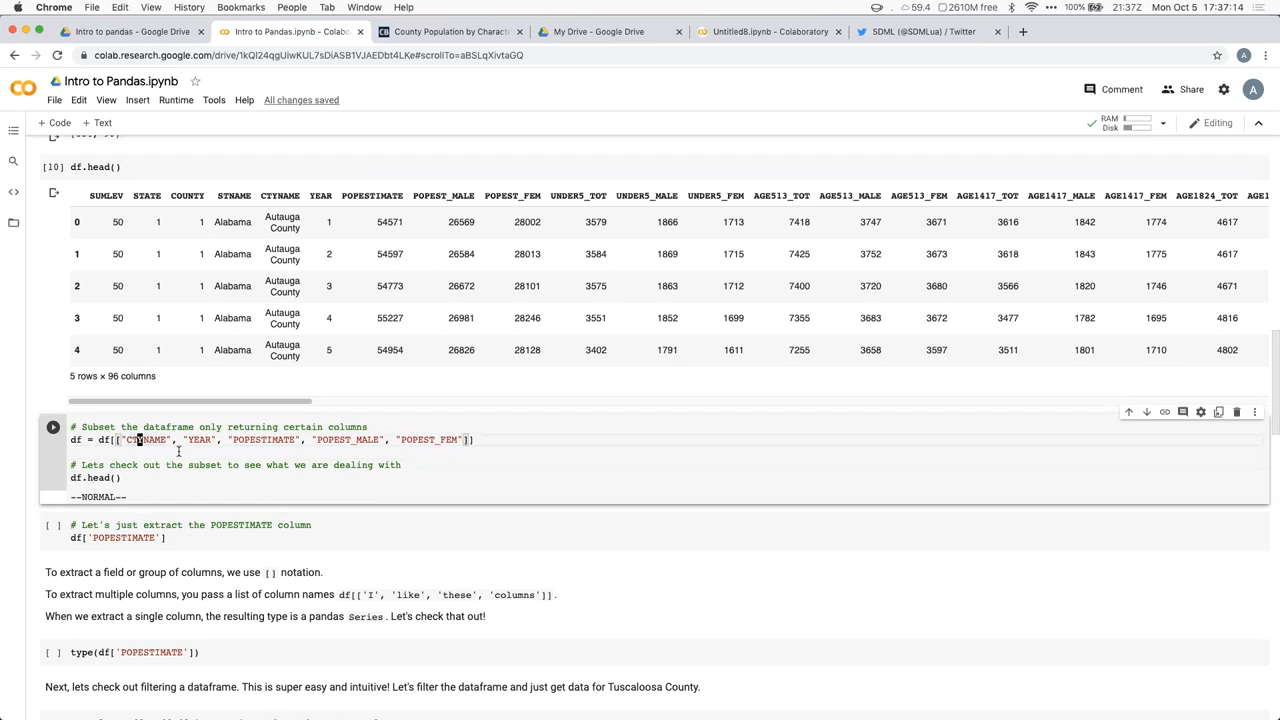 Chrome File Edit View History Bookmarks People Tab Window Help 59.4 2610M free 100% 21:37Z Mon Oct 5 17:37:14
Intro to pandas - Google Drive Intro to Pandas.ipynb - Colabo County Population by Charact My Drive - Google Drive Untitled8.ipynb - Colaboratory SDML (@SDMLua) / Twitter
colab.research.google.com/drive/1kQl24qgUiwKUL7sDiASB1VJAEDbt4LKe#scrollTo=aBSLqXivtaGQ A
Intro to Pandas.ipynb
Comment Share A
File Edit View Insert Runtime Tools Help All changes saved
+ Code + Text RAM Disk Editing
[10] df.head()
SUMLEV STATE COUNTY STNAME CTYNAME YEAR POPESTIMATE POPEST_MALE POPEST_FEM UNDER5_TOT UNDER5_MALE UNDER5_FEM AGE513_TOT AGE513_MALE AGE513_FEM AGE1417_TOT AGE1417_MALE AGE1417_FEM AGE1824_TOT AGE1
0 50 1 1 Alabama Autauga County 1 54571 26569 28002 3579 1866 1713 7418 3747 3671 3616 1842 1774 4617
1 50 1 1 Alabama Autauga County 2 54597 26584 28013 3584 1869 1715 7425 3752 3673 3618 1843 1775 4617
2 50 1 1 Alabama Autauga County 3 54773 26672 28101 3575 1863 1712 7400 3720 3680 3566 1820 1746 4671
3 50 1 1 Alabama Autauga County 4 55227 26981 28246 3551 1852 1699 7355 3683 3672 3477 1782 1695 4816
4 50 1 1 Alabama Autauga County 5 54954 26826 28128 3402 1791 1611 7255 3658 3597 3511 1801 1710 4802
5 rows × 96 columns
# Subset the dataframe only returning certain columns
df = df[["CTYNAME", "YEAR", "POPESTIMATE", "POPEST_MALE", "POPEST_FEM"]]
# Lets check out the subset to see what we are dealing with
df.head()
--NORMAL--
[ ] # Let's just extract the POPESTIMATE column
df['POPESTIMATE']
To extract a field or group of columns, we use [] notation.
To extract multiple columns, you pass a list of column names df[['I', 'like', 'these', 'columns']].
When we extract a single column, the resulting type is a pandas Series. Let's check that out!
[ ] type(df['POPESTIMATE'])
Next, lets check out filtering a dataframe. This is super easy and intuitive! Let's filter the dataframe and just get data for Tuscaloosa County.